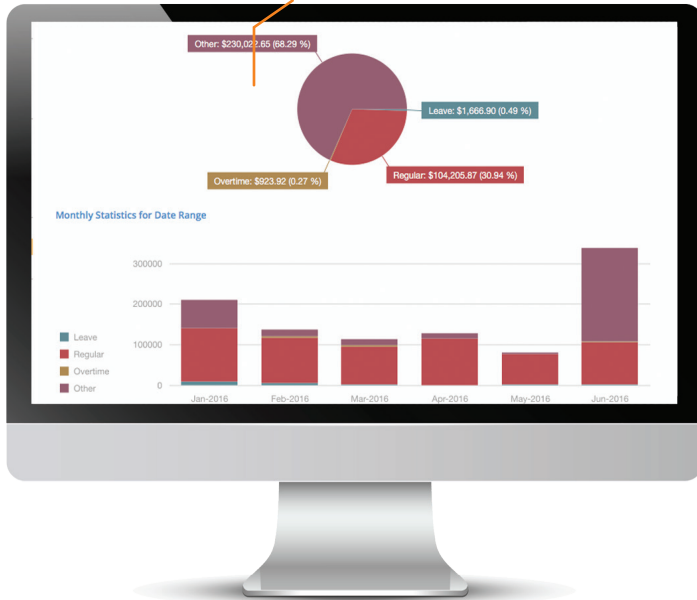 Other: $230,022.65 (68.29 %)
Leave: $1,666.90 (0.49 %)
Regular: $104,205.87 (30.94 %)
Overtime: $923.92 (0.27 %)
Monthly Statistics for Date Range
300000
200000
100000
0
Leave
Regular
Overtime
Other
Jan-2016
Feb-2016
Mar-2016
Apr-2016
May-2016
Jun-2016